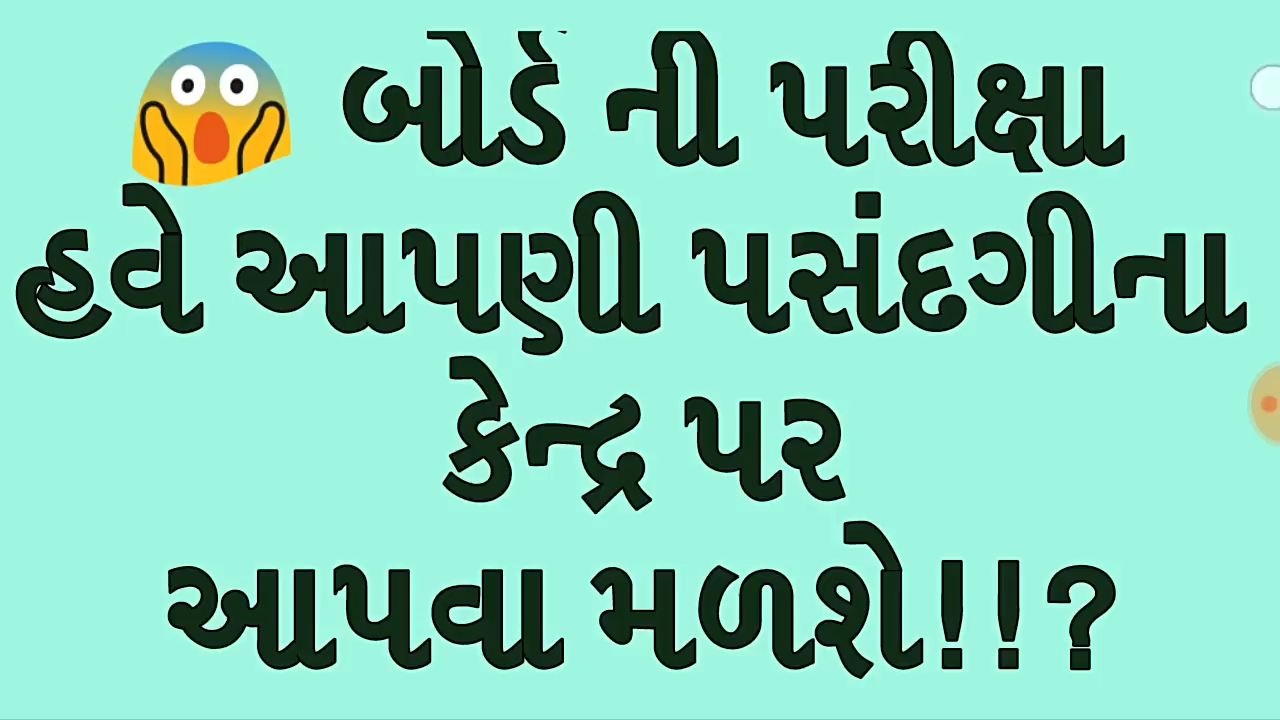 😱 બોર્ડ ની પરીક્ષા
હવે આપણી પસંદગીના
કેન્દ્ર પર
આપવા મળશે!!?